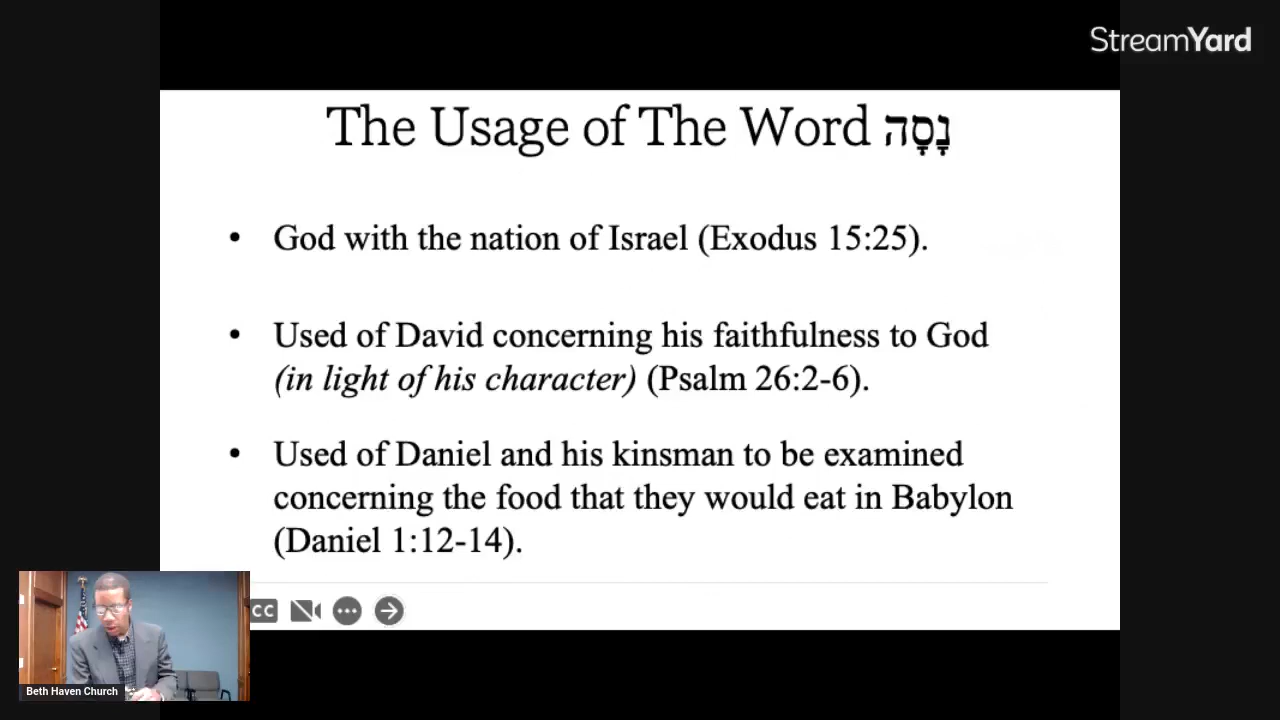 StreamYard
The Usage of The Word נָסָה
• God with the nation of Israel (Exodus 15:25).
• Used of David concerning his faithfulness to God
(in light of his character) (Psalm 26:2-6).
• Used of Daniel and his kinsman to be examined
concerning the food that they would eat in Babylon
(Daniel 1:12-14).
CC
Beth Haven Church